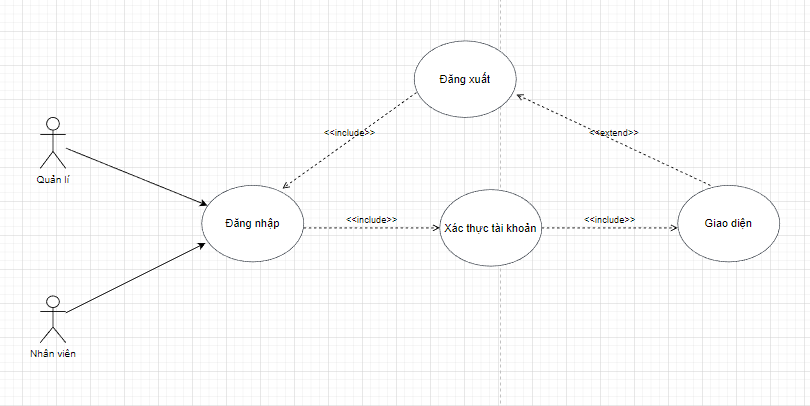 Đăng xuất
<<include>>
<<extend>>
Quản lí
Đăng nhập
<<include>>
Xác thực tài khoản
<<include>>
Giao diện
Nhân viên